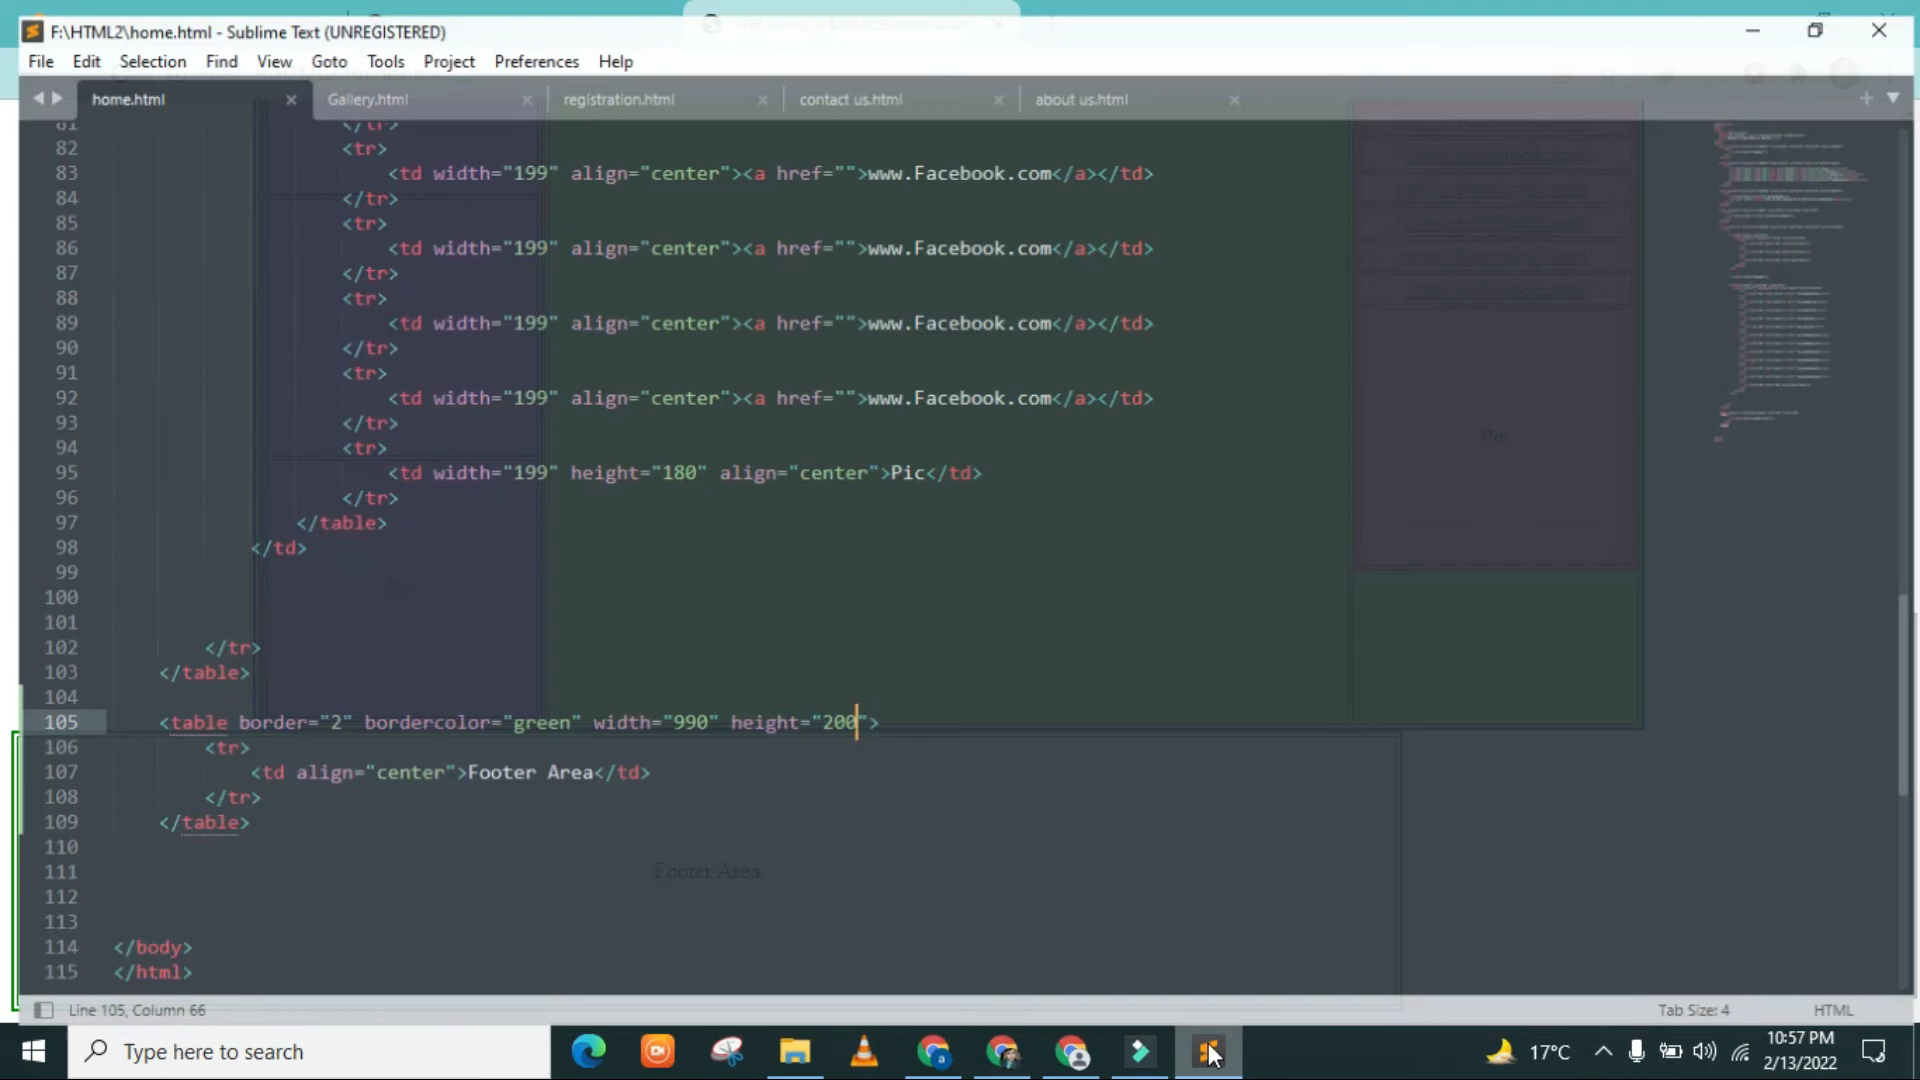 F:\HTML2\home.html - Sublime Text (UNREGISTERED)
File Edit Selection Find View Goto Tools Project Preferences Help
home.html Gallery.html registration.html contact us.html about us.html
81 </tr>
82 <tr>
83 <td width="199" align="center"><a href="">www.Facebook.com</a></td>
84 </tr>
85 <tr>
86 <td width="199" align="center"><a href="">www.Facebook.com</a></td>
87 </tr>
88 <tr>
89 <td width="199" align="center"><a href="">www.Facebook.com</a></td>
90 </tr>
91 <tr>
92 <td width="199" align="center"><a href="">www.Facebook.com</a></td>
93 </tr>
94 <tr>
95 <td width="199" height="180" align="center">Pic</td>
96 </tr>
97 </table>
98 </td>
99
100
101
102 </tr>
103 </table>
104
105 <table border="2" bordercolor="green" width="990" height="200">
106 <tr>
107 <td align="center">Footer Area</td>
108 </tr>
109 </table>
110
111
112
113
114 </body>
115 </html>
Pic
Pic
Footer Area
Line 105, Column 66 Tab Size: 4 HTML
Type here to search 17°C 10:57 PM
2/13/2022